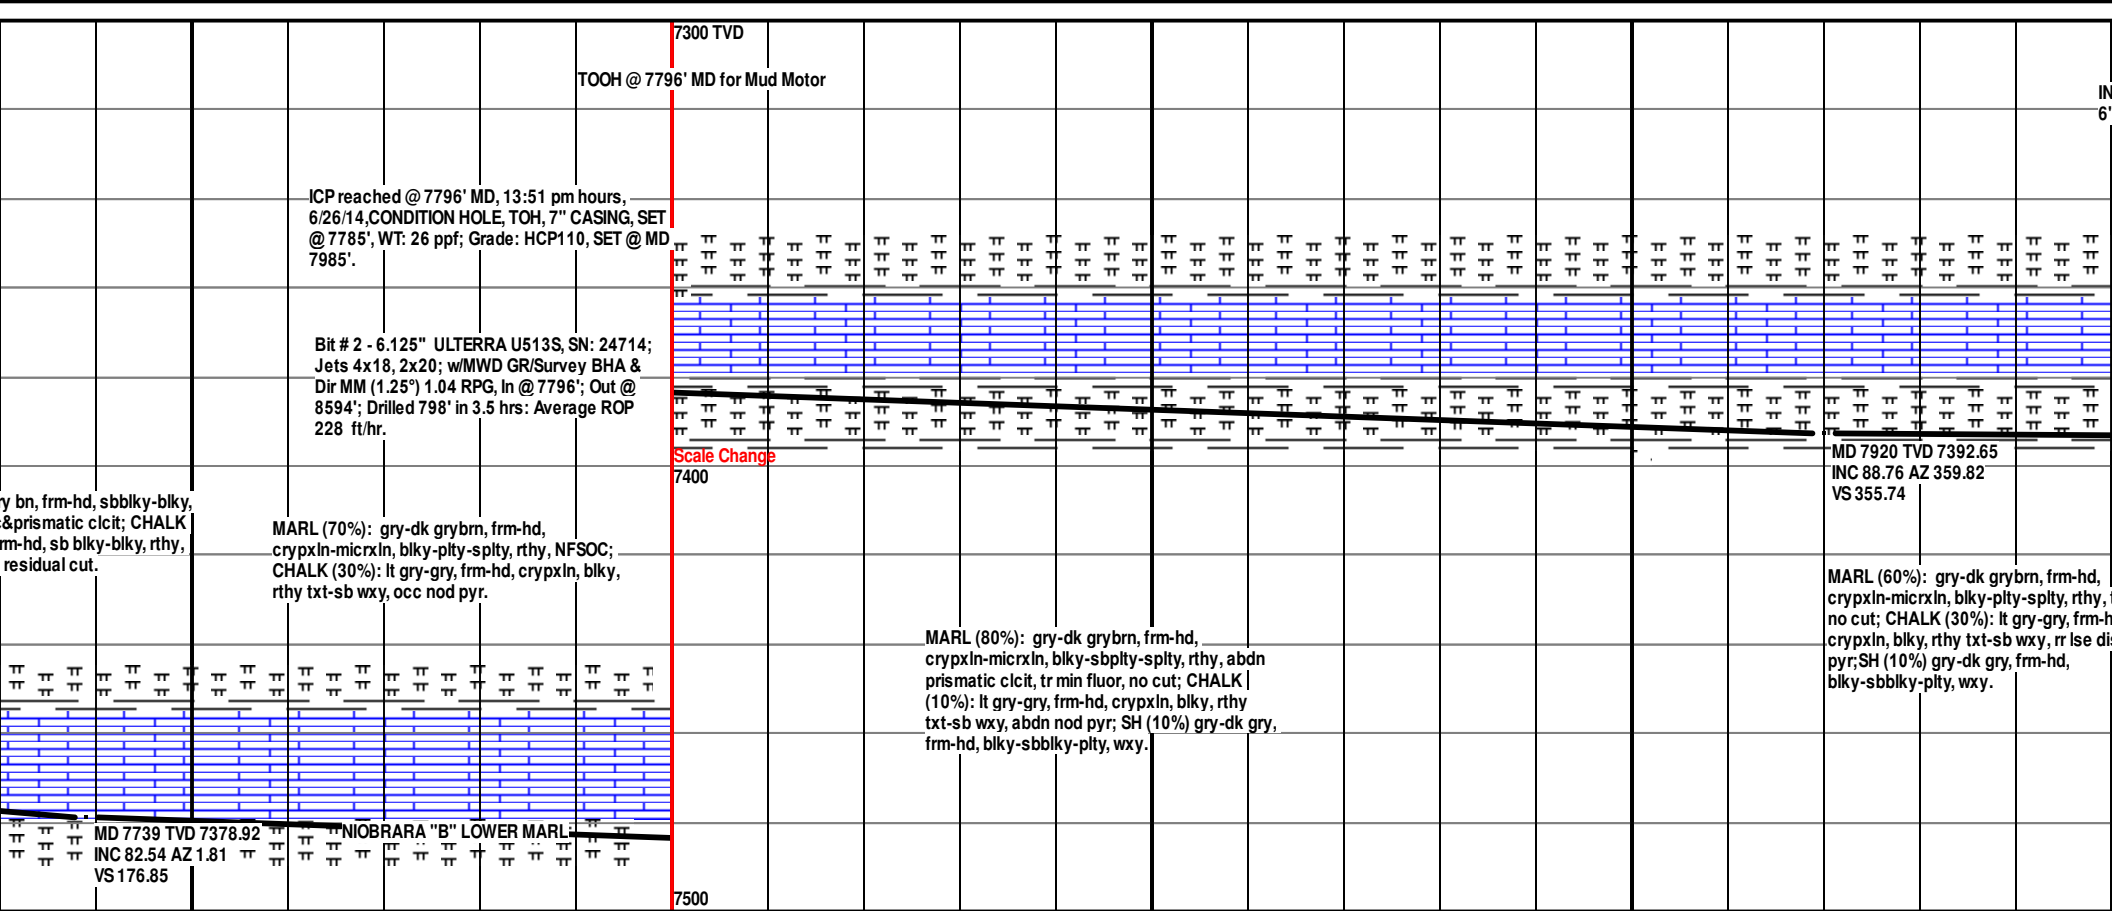 7300 TVD
TOOH @ 7796' MD for Mud Motor
IN
6'
ICP reached @ 7796' MD, 13:51 pm hours,
6/26/14,CONDITION HOLE, TOH, 7" CASING, SET
@ 7785', WT: 26 ppf; Grade: HCP110, SET @ MD
7985'.
Bit # 2 - 6.125" ULTERRA U513S, SN: 24714;
Jets 4x18, 2x20; w/MWD GR/Survey BHA &
Dir MM (1.25°) 1.04 RPG, In @ 7796'; Out @
8594'; Drilled 798' in 3.5 hrs: Average ROP
228 ft/hr.
Scale Change
7400
MD 7920 TVD 7392.65
INC 88.76 AZ 359.82
VS 355.74
y bn, frm-hd, sbblky-blky,
&prismatic clcit; CHALK
rm-hd, sb blky-blky, rthy,
residual cut.
MARL (70%): gry-dk grybrn, frm-hd,
crypxln-micrxln, blky-plty-splty, rthy, NFSOC;
CHALK (30%): lt gry-gry, frm-hd, crypxln, blky,
rthy txt-sb wxy, occ nod pyr.
MARL (80%): gry-dk grybrn, frm-hd,
crypxln-micrxln, blky-sbplty-splty, rthy, abdn
prismatic clcit, tr min fluor, no cut; CHALK
(10%): lt gry-gry, frm-hd, crypxln, blky, rthy
txt-sb wxy, abdn nod pyr; SH (10%) gry-dk gry,
frm-hd, blky-sbblky-plty, wxy.
MARL (60%): gry-dk grybrn, frm-hd,
crypxln-micrxln, blky-plty-splty, rthy,
no cut; CHALK (30%): lt gry-gry, frm-h
crypxln, blky, rthy txt-sb wxy, rr lse dis
pyr;SH (10%) gry-dk gry, frm-hd,
blky-sbblky-plty, wxy.
MD 7739 TVD 7378.92
INC 82.54 AZ 1.81
VS 176.85
NIOBRARA "B" LOWER MARL
7500